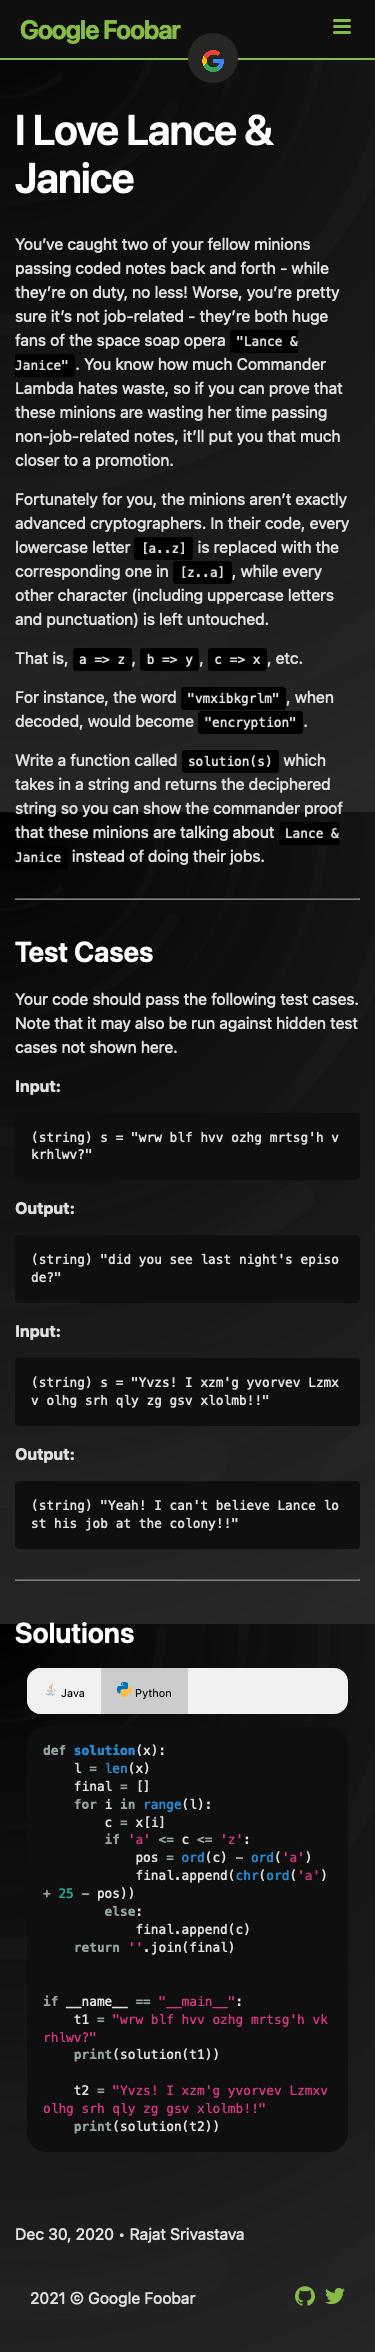 Google Foobar
I Love Lance &
Janice
You’ve caught two of your fellow minions
passing coded notes back and forth - while
they’re on duty, no less! Worse, you’re pretty
sure it’s not job-related - they’re both huge
fans of the space soap opera "Lance &
Janice". You know how much Commander
Lambda hates waste, so if you can prove that
these minions are wasting her time passing
non-job-related notes, it’ll put you that much
closer to a promotion.
Fortunately for you, the minions aren’t exactly
advanced cryptographers. In their code, every
lowercase letter [a..z] is replaced with the
corresponding one in [z..a], while every
other character (including uppercase letters
and punctuation) is left untouched.
That is, a => z, b => y, c => x, etc.
For instance, the word "vmxibkgrlm", when
decoded, would become "encryption".
Write a function called solution(s) which
takes in a string and returns the deciphered
string so you can show the commander proof
that these minions are talking about Lance &
Janice instead of doing their jobs.
Test Cases
Your code should pass the following test cases.
Note that it may also be run against hidden test
cases not shown here.
Input:
(string) s = "wrw blf hvv ozhg mrtsg'h v
krhlwv?"
Output:
(string) "did you see last night's episo
de?"
Input:
(string) s = "Yvzs! I xzm'g yvorvev Lzmx
v olhg srh qly zg gsv xlolmb!!"
Output:
(string) "Yeah! I can't believe Lance lo
st his job at the colony!!"
Solutions
Java Python
def solution(x):
    l = len(x)
    final = []
    for i in range(l):
        c = x[i]
        if 'a' <= c <= 'z':
            pos = ord(c) - ord('a')
            final.append(chr(ord('a')
+ 25 - pos))
        else:
            final.append(c)
    return ''.join(final)
if __name__ == "__main__":
    t1 = "wrw blf hvv ozhg mrtsg'h vk
rhlwv?"
    print(solution(t1))
    t2 = "Yvzs! I xzm'g yvorvev Lzmxv
olhg srh qly zg gsv xlolmb!!"
    print(solution(t2))
Dec 30, 2020 • Rajat Srivastava
2021 © Google Foobar